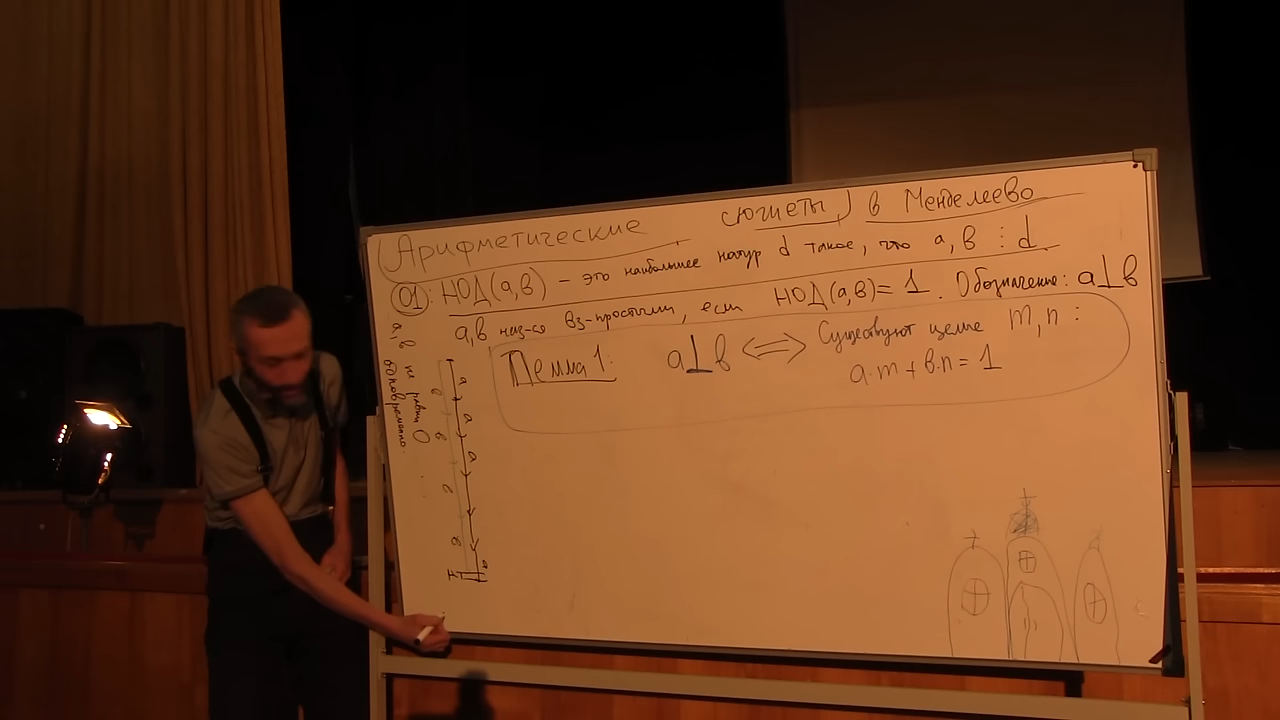 Арифметические сюжеты в Менделеево
01: НОД(а,в) – это наибольшее натур d такое, что а, в ⋮ d
а,в наз-ся вз-простыми, если НОД(а,в)= 1. Обозначение: а⊥в
Лемма 1: а⊥в ⟺ Существуют целые m, n :
а·m + в·n = 1
а, в не равны 0
одновременно.
а а а
в в в в